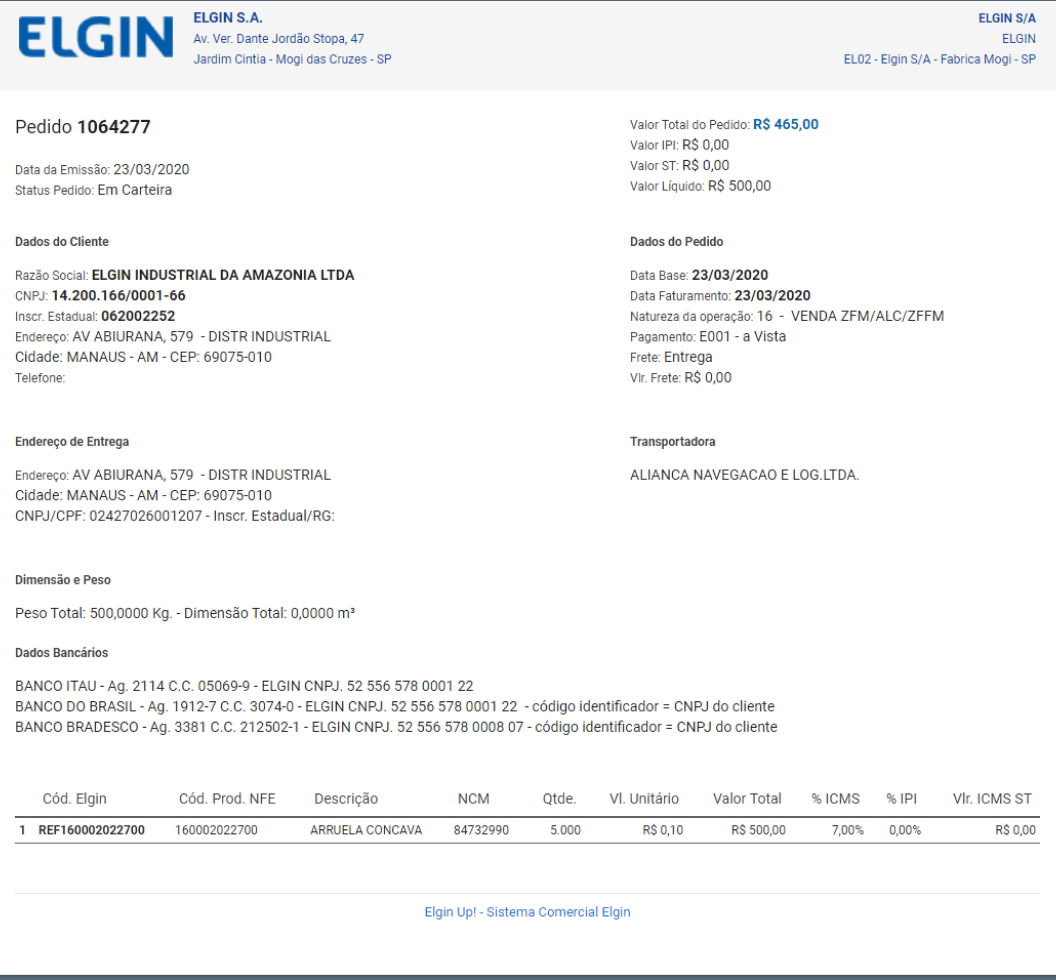 ELGIN
ELGIN S.A.
Av. Ver. Dante Jordão Stopa, 47
Jardim Cintia - Mogi das Cruzes - SP
ELGIN S/A
ELGIN
EL02 - Elgin S/A - Fabrica Mogi - SP
Pedido 1064277
Data da Emissão: 23/03/2020
Status Pedido: Em Carteira
Valor Total do Pedido: R$ 465,00
Valor IPI: R$ 0,00
Valor ST: R$ 0,00
Valor Líquido: R$ 500,00
Dados do Cliente
Razão Social: ELGIN INDUSTRIAL DA AMAZONIA LTDA
CNPJ: 14.200.166/0001-66
Inscr. Estadual: 062002252
Endereço: AV ABIURANA, 579 - DISTR INDUSTRIAL
Cidade: MANAUS - AM - CEP: 69075-010
Telefone:
Dados do Pedido
Data Base: 23/03/2020
Data Faturamento: 23/03/2020
Natureza da operação: 16 - VENDA ZFM/ALC/ZFFM
Pagamento: E001 - a Vista
Frete: Entrega
Vlr. Frete: R$ 0,00
Endereço de Entrega
Endereço: AV ABIURANA, 579 - DISTR INDUSTRIAL
Cidade: MANAUS - AM - CEP: 69075-010
CNPJ/CPF: 02427026001207 - Inscr. Estadual/RG:
Transportadora
ALIANCA NAVEGACAO E LOG.LTDA.
Dimensão e Peso
Peso Total: 500,0000 Kg. - Dimensão Total: 0,0000 m³
Dados Bancários
BANCO ITAU - Ag. 2114 C.C. 05069-9 - ELGIN CNPJ. 52 556 578 0001 22
BANCO DO BRASIL - Ag. 1912-7 C.C. 3074-0 - ELGIN CNPJ. 52 556 578 0001 22 - código identificador = CNPJ do cliente
BANCO BRADESCO - Ag. 3381 C.C. 212502-1 - ELGIN CNPJ. 52 556 578 0008 07 - código identificador = CNPJ do cliente
Cód. Elgin Cód. Prod. NFE Descrição NCM Qtde. Vl. Unitário Valor Total % ICMS % IPI Vlr. ICMS ST
1 REF160002022700 160002022700 ARRUELA CONCAVA 84732990 5.000 R$ 0,10 R$ 500,00 7,00% 0,00% R$ 0,00
Elgin Up! - Sistema Comercial Elgin